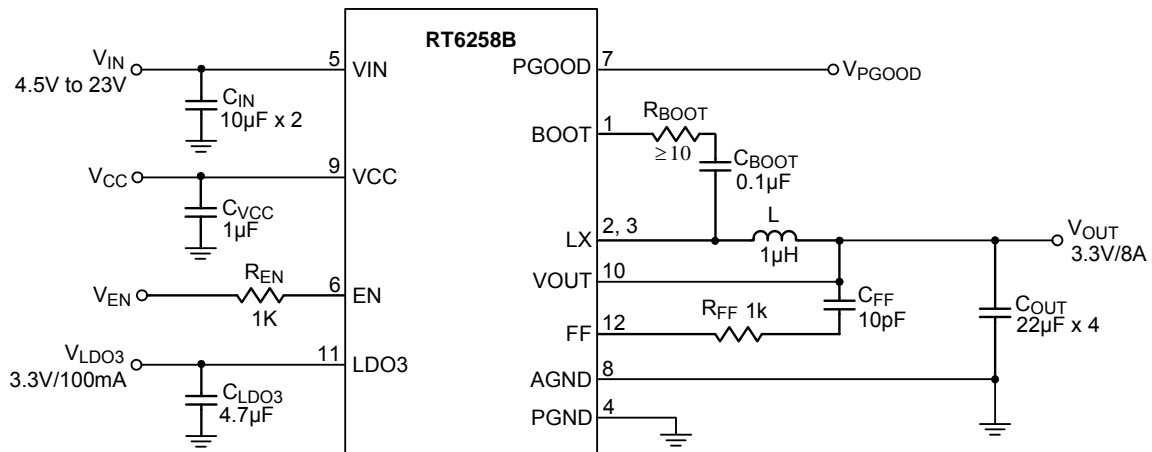 RT6258B
VIN
4.5V to 23V
5
VIN
CIN
10µF x 2
VCC
9
VCC
CVCC
1µF
VEN
REN
1K
6
EN
VLDO3
3.3V/100mA
11
LDO3
CLDO3
4.7µF
PGOOD
7
VPGOOD
BOOT
1
RBOOT
≥10
CBOOT
0.1µF
LX
2, 3
L
1µH
VOUT
3.3V/8A
VOUT
10
CFF
10pF
FF
12
RFF 1k
COUT
22µF x 4
AGND
8
PGND
4